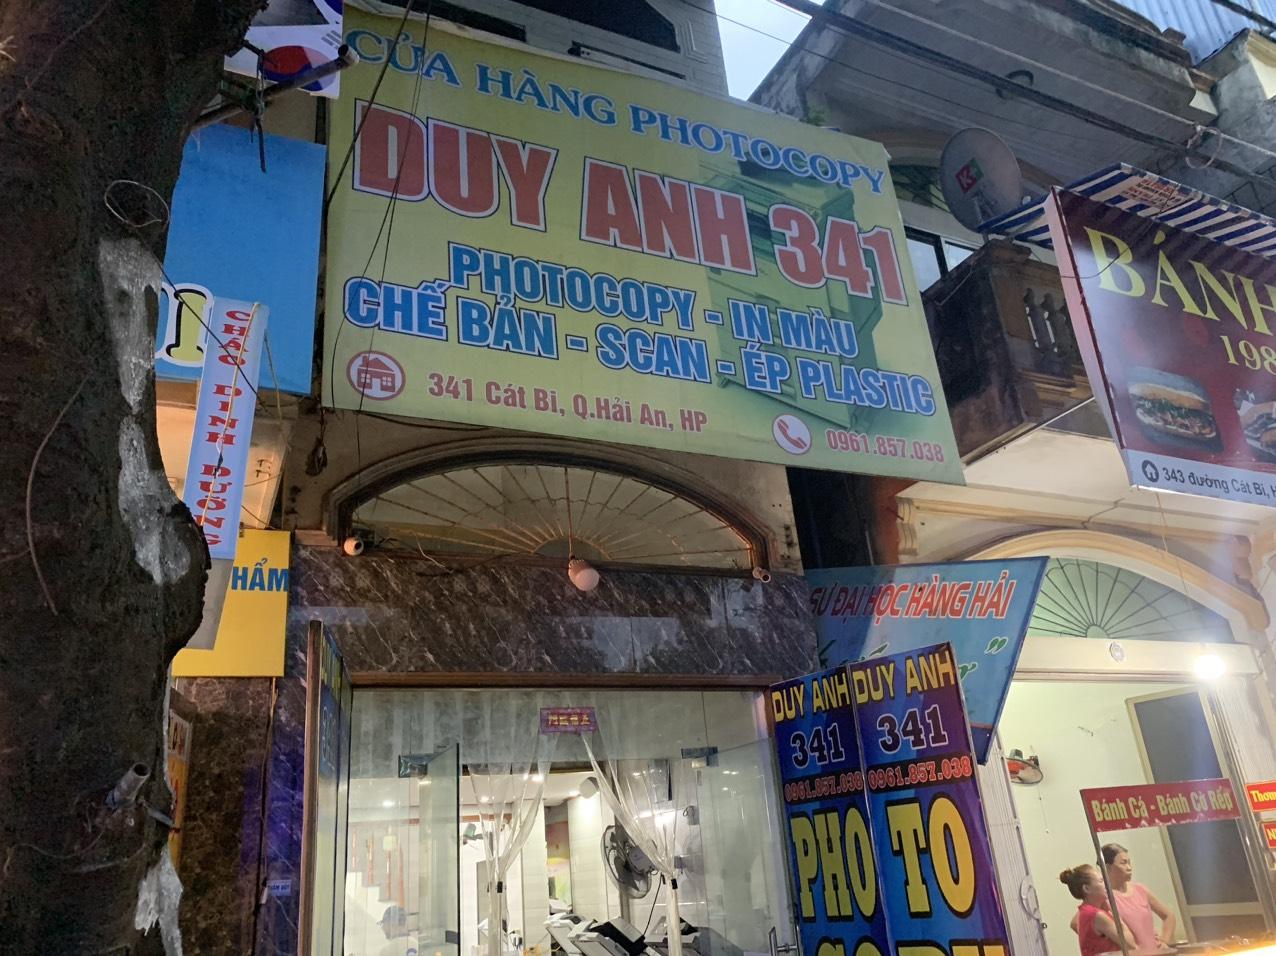 CỬA HÀNG PHOTOCOPY
DUY ANH 341
PHOTOCOPY - IN MÀU
CHẾ BẢN - SCAN - ÉP PLASTIC
341 Cát Bi, Q.Hải An, HP
0961.857.038
BÁNH
198
343 đường Cát Bi, H
CHÁO DINH DƯỠNG
HẨM
SƯ ĐẠI HỌC HÀNG HẢI
DUY ANH
341
0961.857.038
PHO
DUY ANH
341
0961.857.038
TO
Bánh Cá - Bánh Cừ Rếp